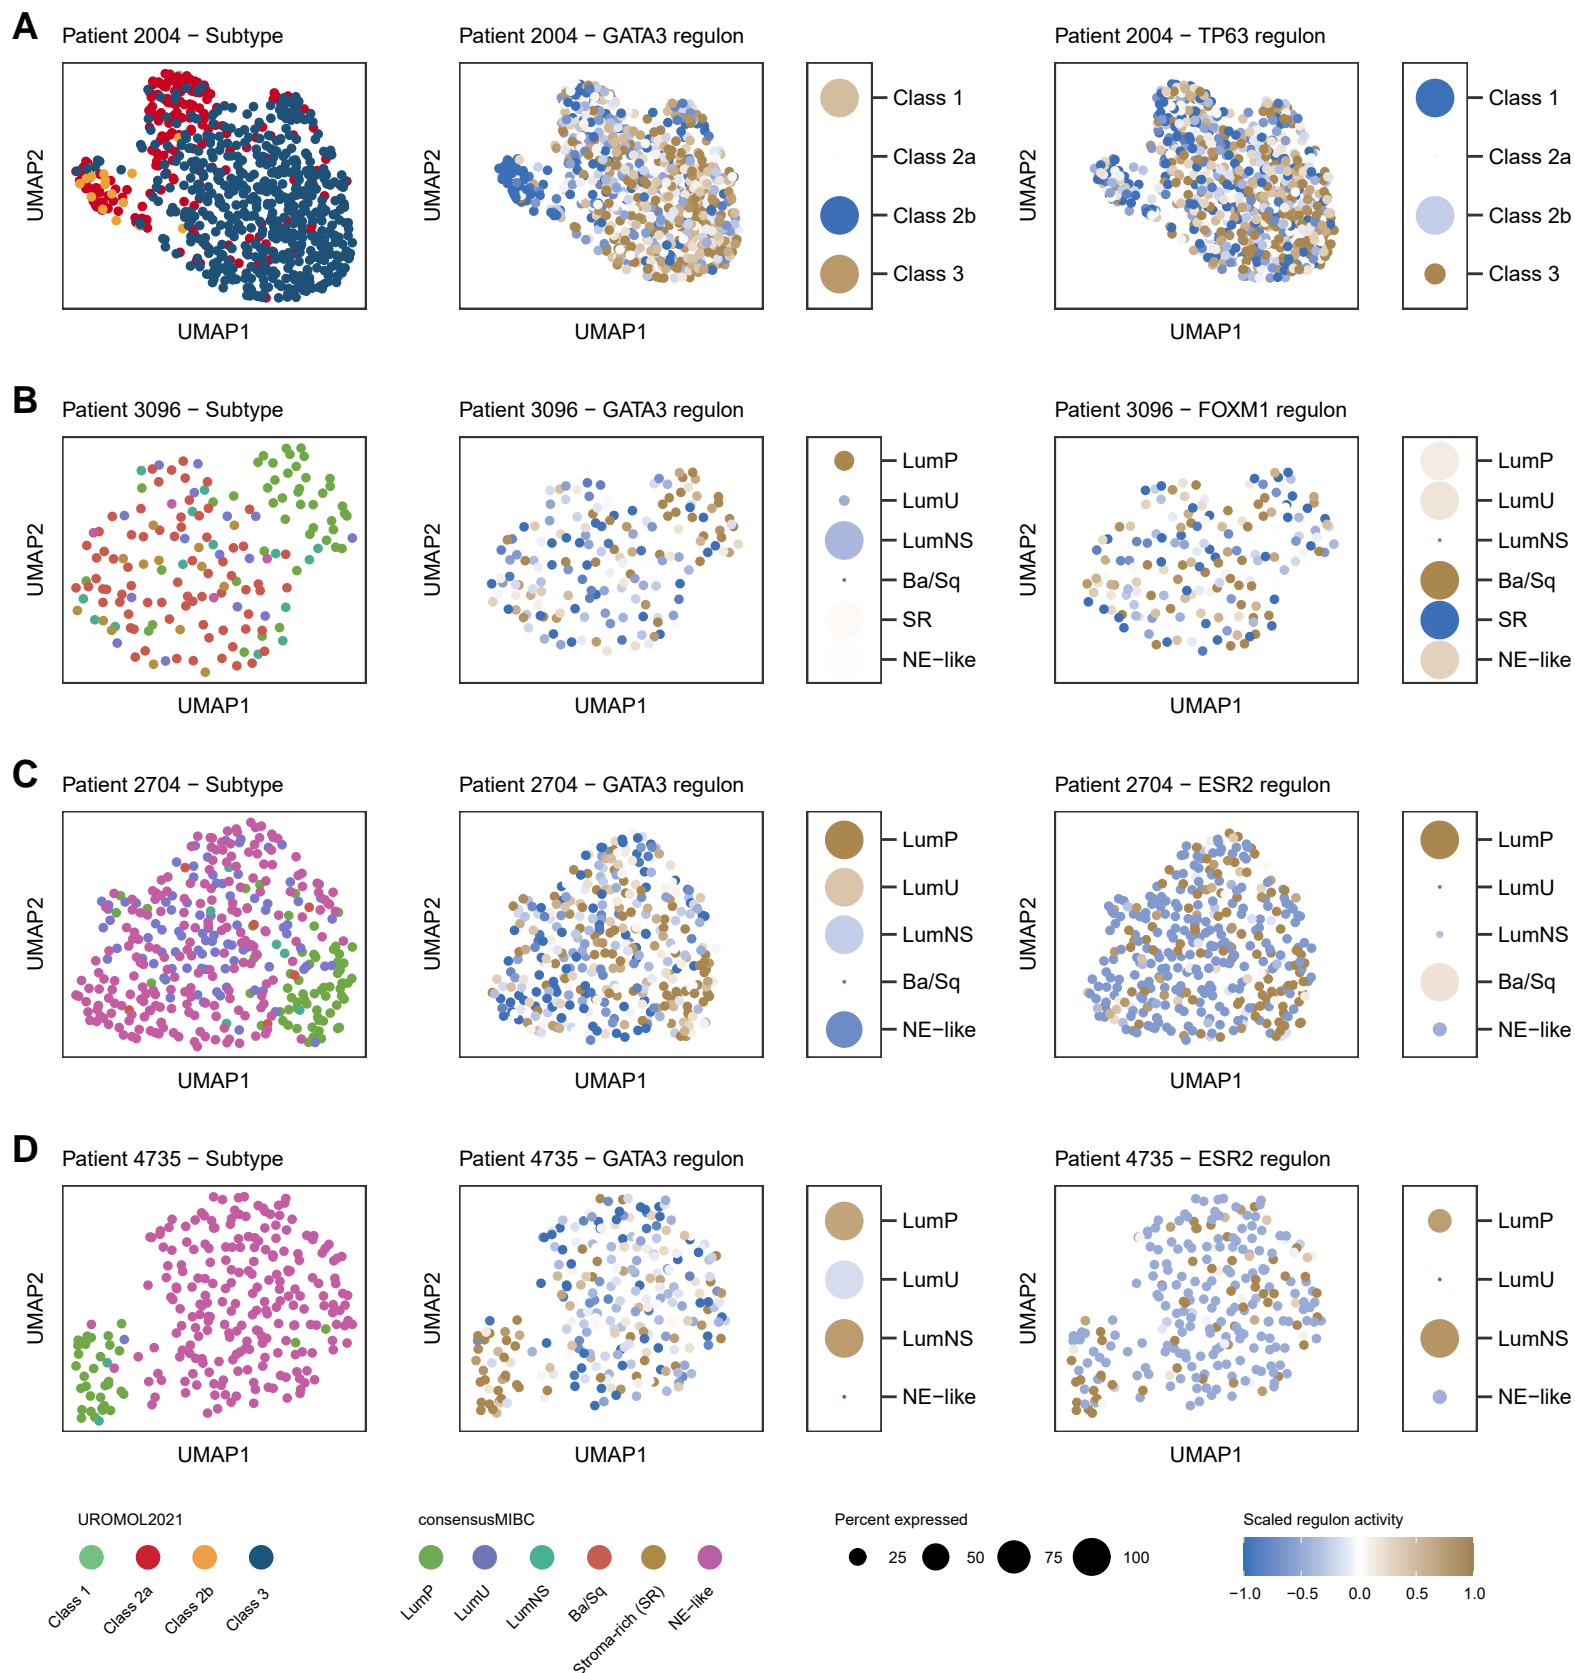 A
Patient 2004 − Subtype
Patient 2004 − GATA3 regulon
Patient 2004 − TP63 regulon
UMAP2
UMAP1
UMAP2
UMAP1
Class 1
Class 2a
Class 2b
Class 3
UMAP2
UMAP1
Class 1
Class 2a
Class 2b
Class 3
B
Patient 3096 − Subtype
Patient 3096 − GATA3 regulon
Patient 3096 − FOXM1 regulon
UMAP2
UMAP1
UMAP2
UMAP1
LumP
LumU
LumNS
Ba/Sq
SR
NE−like
UMAP2
UMAP1
LumP
LumU
LumNS
Ba/Sq
SR
NE−like
C
Patient 2704 − Subtype
Patient 2704 − GATA3 regulon
Patient 2704 − ESR2 regulon
UMAP2
UMAP1
UMAP2
UMAP1
LumP
LumU
LumNS
Ba/Sq
NE−like
UMAP2
UMAP1
LumP
LumU
LumNS
Ba/Sq
NE−like
D
Patient 4735 − Subtype
Patient 4735 − GATA3 regulon
Patient 4735 − ESR2 regulon
UMAP2
UMAP1
UMAP2
UMAP1
LumP
LumU
LumNS
NE−like
UMAP2
UMAP1
LumP
LumU
LumNS
NE−like
UROMOL2021
Class 1
Class 2a
Class 2b
Class 3
consensusMIBC
LumP
LumU
LumNS
Ba/Sq
Stroma-rich (SR)
NE−like
Percent expressed
25 50 75 100
Scaled regulon activity
−1.0 −0.5 0.0 0.5 1.0